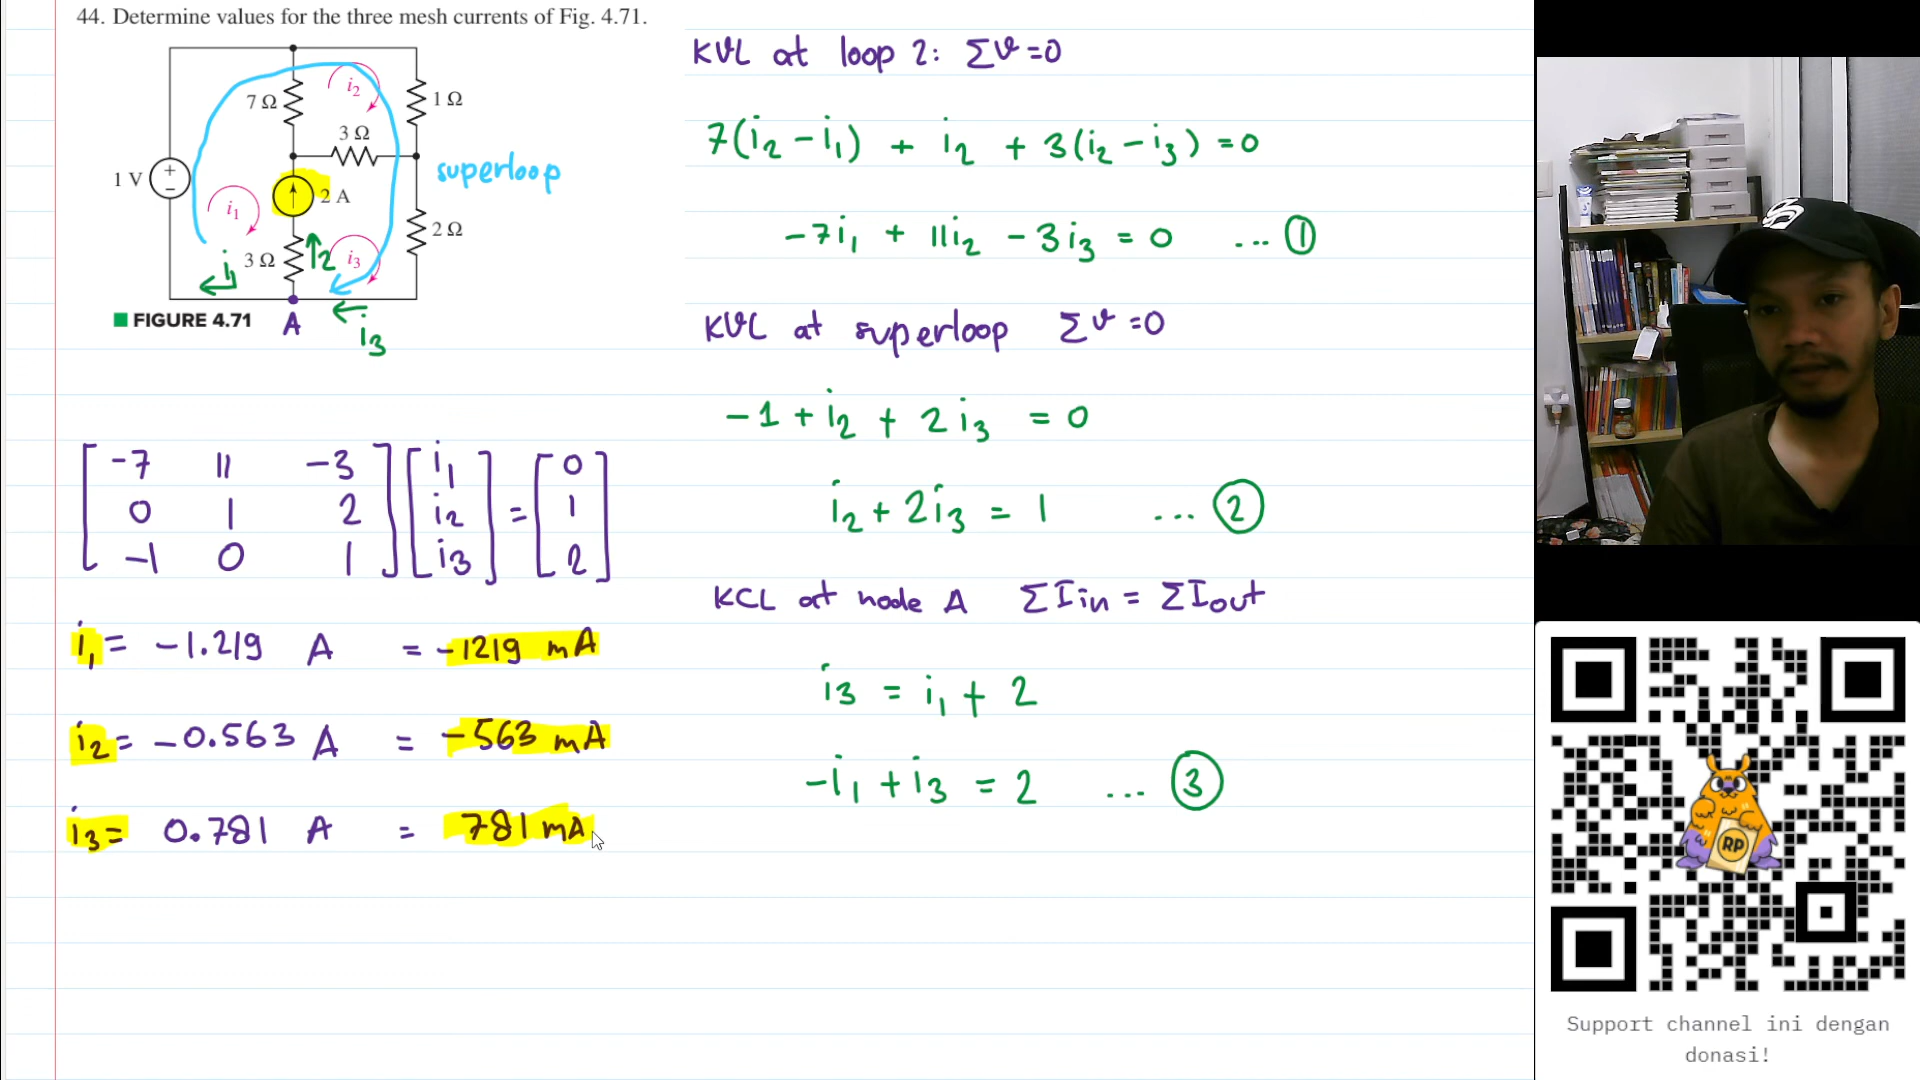 44. Determine values for the three mesh currents of Fig. 4.71.
7 Ω
i2
1 Ω
3 Ω
1 V
+
−
superloop
2 A
i1
2 Ω
3 Ω
2
i3
i1
FIGURE 4.71
A
i3
[-7 11 -3] [i1] = [0]
[0 1 2] [i2] = [1]
[-1 0 1] [i3] = [2]
i1 = -1.219 A = -1219 mA
i2 = -0.563 A = -563 mA
i3 = 0.781 A = 781 mA
KVL at loop 2: Σv=0
7(i2 - i1) + i2 + 3(i2 - i3) = 0
-7i1 + 11i2 - 3i3 = 0 ... ①
KVL at superloop Σv=0
-1 + i2 + 2i3 = 0
i2 + 2i3 = 1 ... ②
KCL at node A ΣIin = ΣIout
i3 = i1 + 2
-i1 + i3 = 2 ... ③
RP
Support channel ini dengan
donasi!